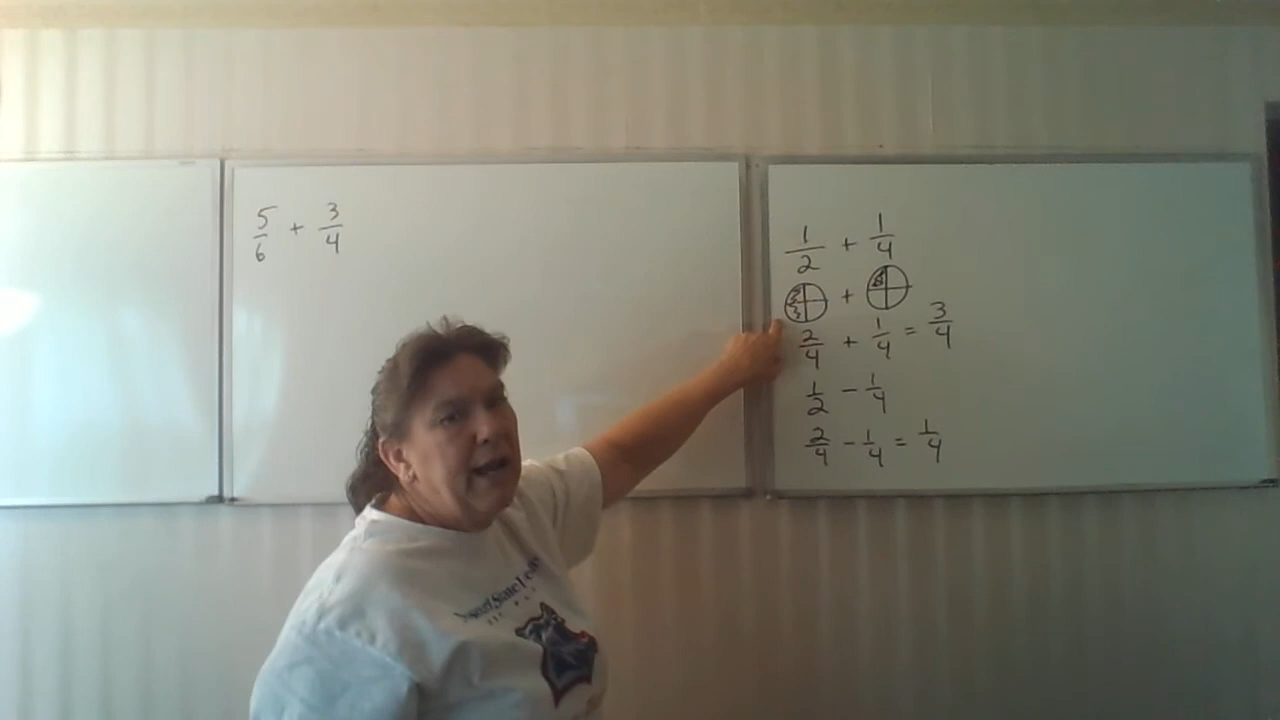 5/6 + 3/4
1/2 + 1/4
+
2/4 + 1/4 = 3/4
1/2 - 1/4
2/4 - 1/4 = 1/4